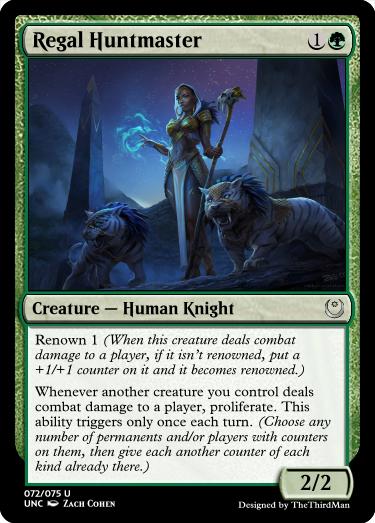 Regal Huntmaster 1
Creature — Human Knight
Renown 1 (When this creature deals combat
damage to a player, if it isn't renowned, put a
+1/+1 counter on it and it becomes renowned.)
Whenever another creature you control deals
combat damage to a player, proliferate. This
ability triggers only once each turn. (Choose any
number of permanents and/or players with
counters on them, then give each another counter of each
kind already there.)
2/2
072/075 U
UNC Zach Cohen
Designed by TheThirdMan